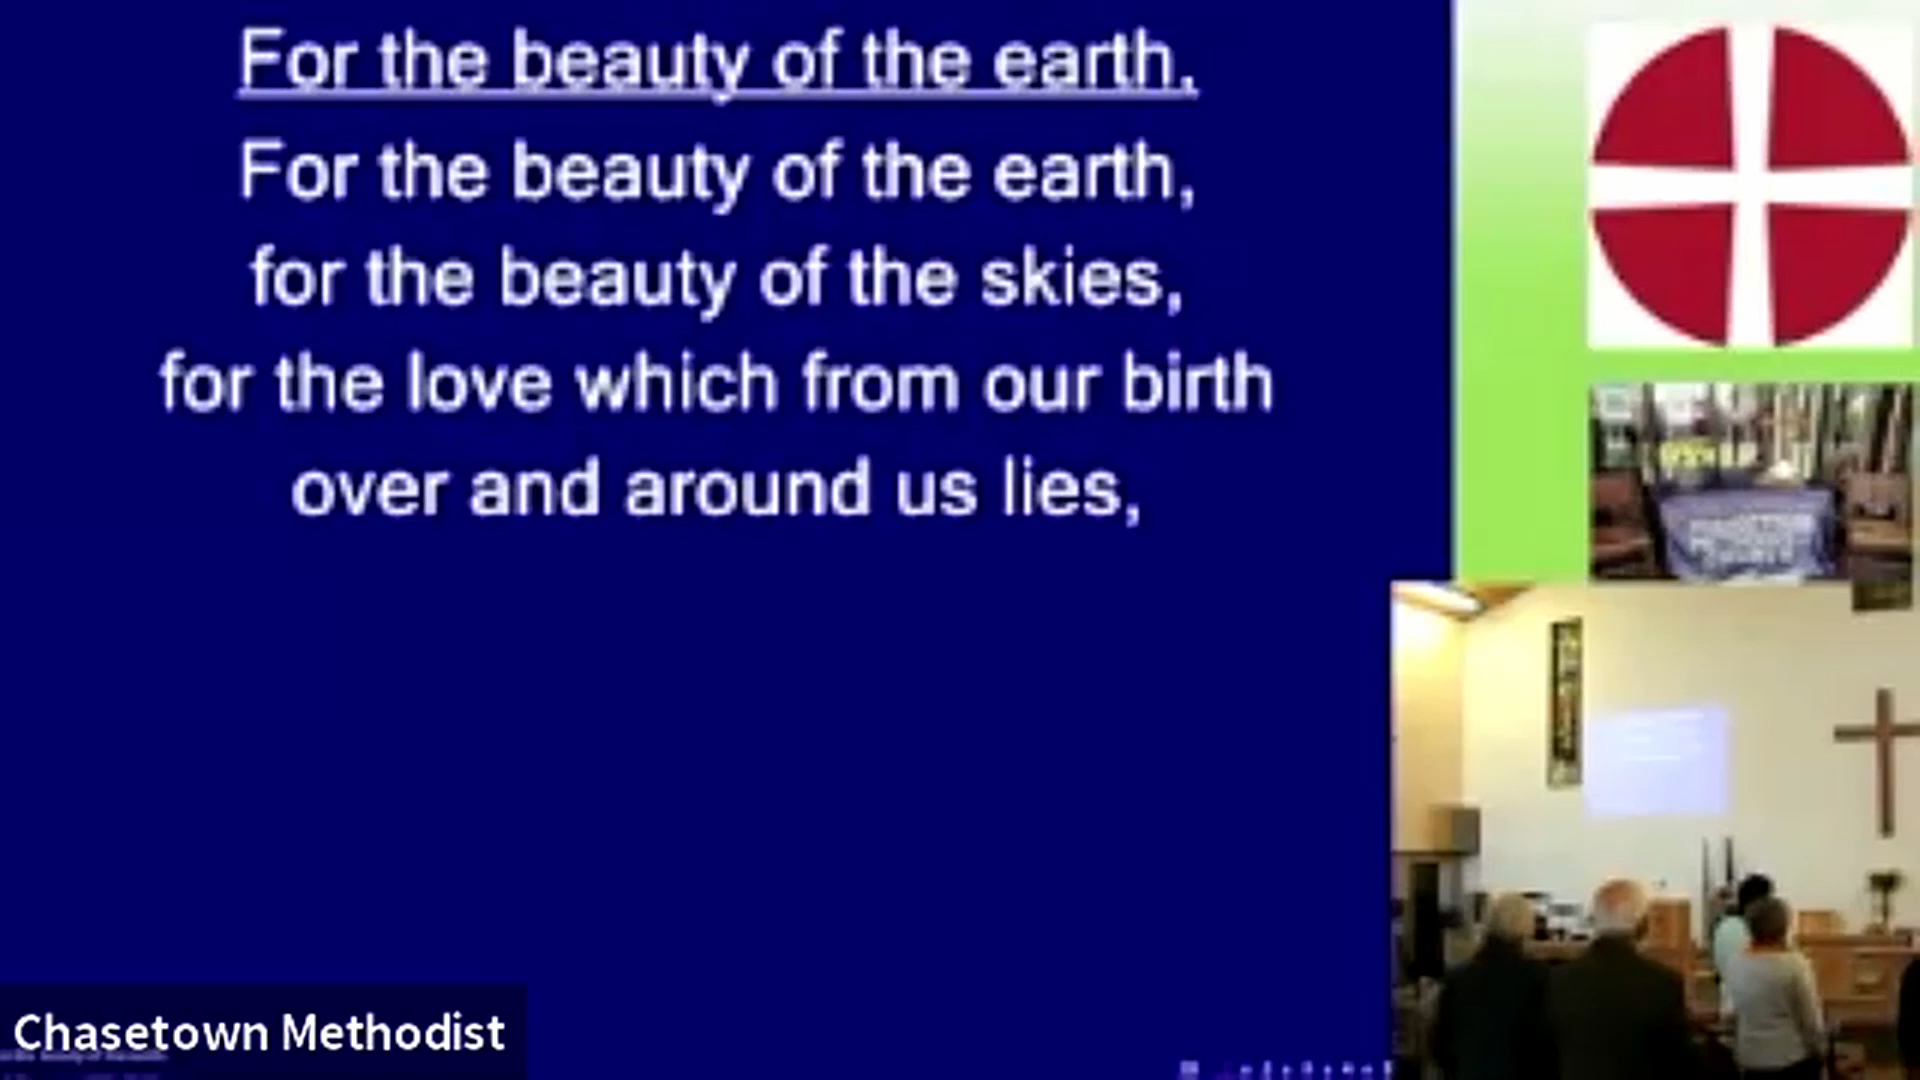 For the beauty of the earth,
For the beauty of the earth,
for the beauty of the skies,
for the love which from our birth
over and around us lies,
Chasetown Methodist